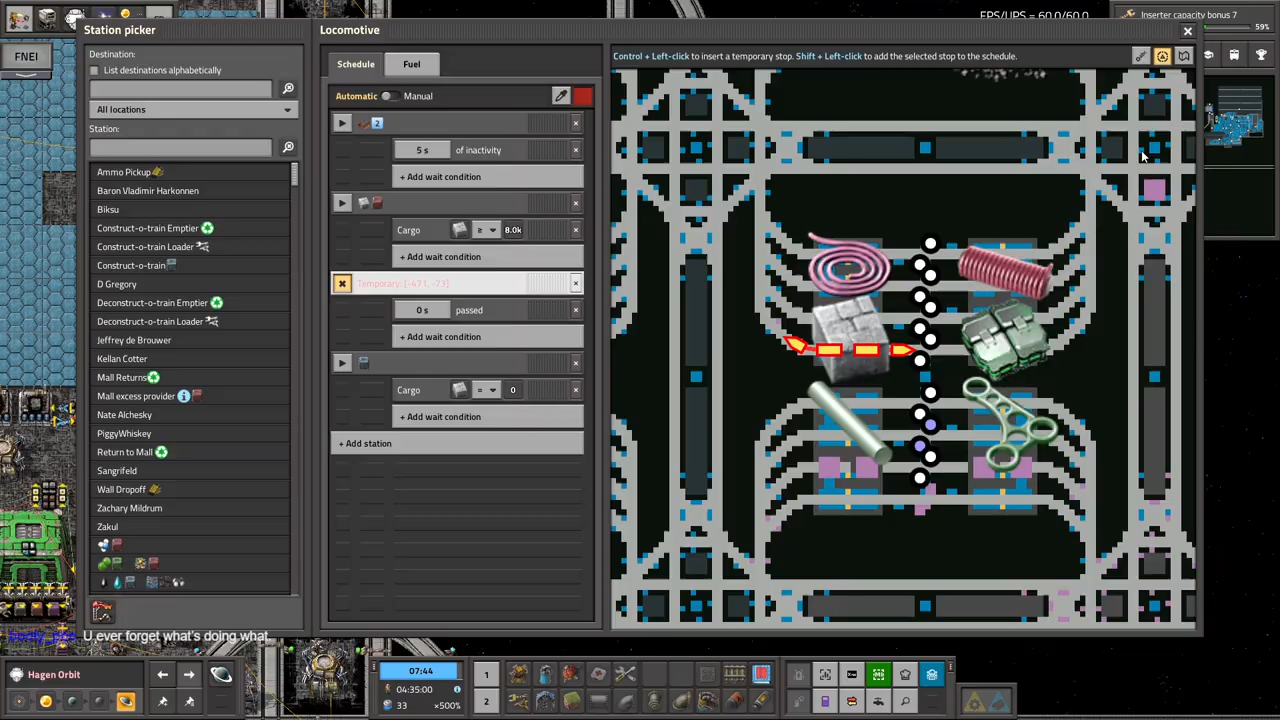 EPS/UPS = 60.0/60.0
Inserter capacity bonus 7
59%
FNEI
Station picker
Destination:
List destinations alphabetically
All locations
Station:
Ammo Pickup
Baron Vladimir Harkonnen
Biksu
Construct-o-train Emptier
Construct-o-train Loader
Construct-o-train
D Gregory
Deconstruct-o-train Emptier
Deconstruct-o-train Loader
Jeffrey de Brouwer
Kellan Cotter
Mall Returns
Mall excess provider
Nate Alchesky
PiggyWhiskey
Return to Mall
Sangrifeld
Wall Dropoff
Zachary Mildrum
Zakul
Locomotive
Schedule
Fuel
Automatic
Manual
2
5 s
of inactivity
+ Add wait condition
Cargo
≥
8.0k
+ Add wait condition
Temporary: [-471, -73]
0 s
passed
+ Add wait condition
Cargo
=
0
+ Add wait condition
+ Add station
Control + Left-click to insert a temporary stop. Shift + Left-click to add the selected stop to the schedule.
U ever forget what's doing what
Hagen Orbit
07:44
04:35:00
33
×500%
1
2